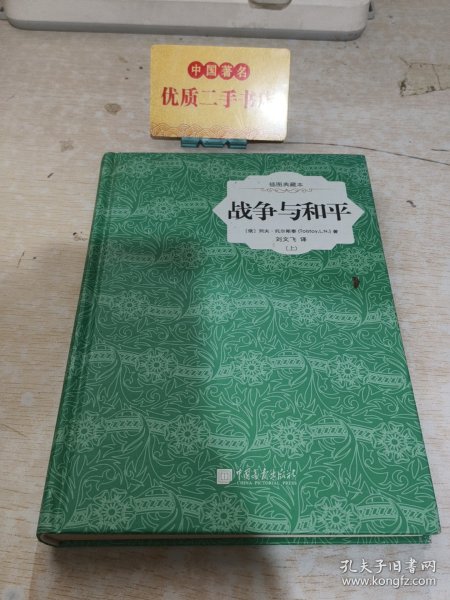 中国著名
优质二手书店
插图典藏本
战争与和平
〔俄〕列夫·托尔斯泰(Tolstoy,L.N.) 著
刘文飞 译
(上)
中国画报出版社
孔夫子旧书网
www.kongfz.com